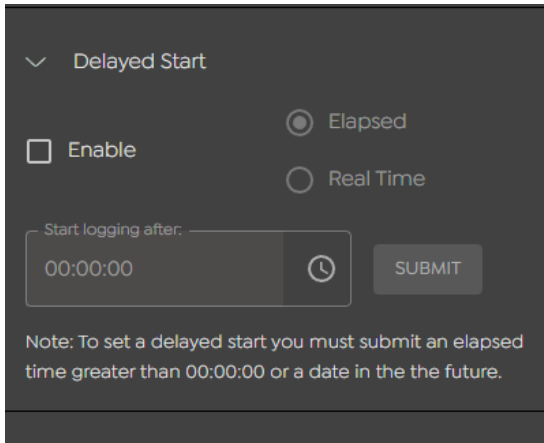 Delayed Start
Elapsed
Enable
Real Time
Start logging after:
00:00:00
SUBMIT
Note: To set a delayed start you must submit an elapsed
time greater than 00:00:00 or a date in the the future.